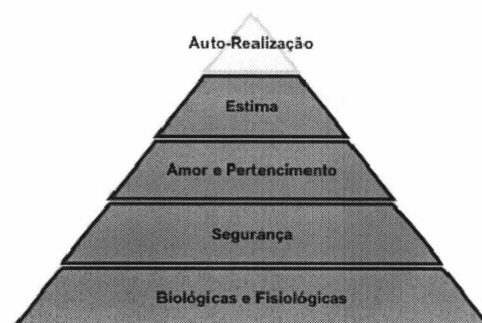 Auto-Realização
Estima
Amor e Pertencimento
Segurança
Biológicas e Fisiológicas